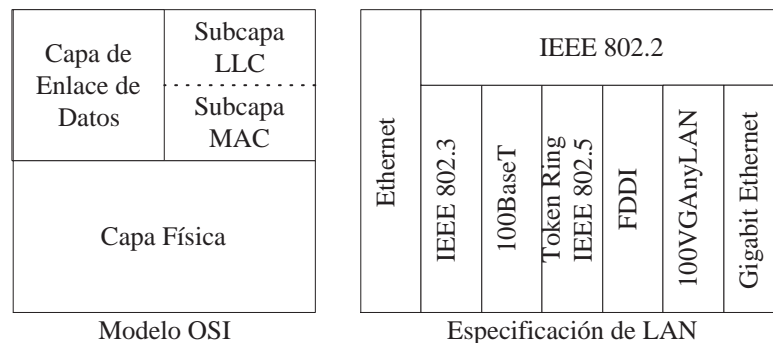 Capa de
Enlace de
Datos
Subcapa
LLC
Subcapa
MAC
Capa Física
Modelo OSI
IEEE 802.2
Ethernet
IEEE 802.3
100BaseT
Token Ring
IEEE 802.5
FDDI
100VGAnyLAN
Gigabit Ethernet
Especificación de LAN